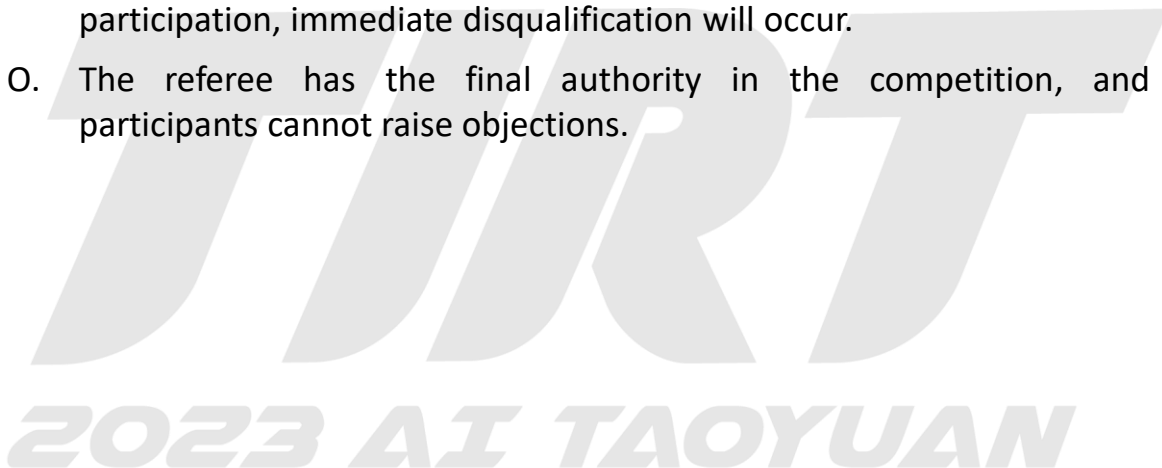 participation, immediate disqualification will occur.
O. The referee has the final authority in the competition, and
participants cannot raise objections.
TIRT
2023 AI TAOYUAN